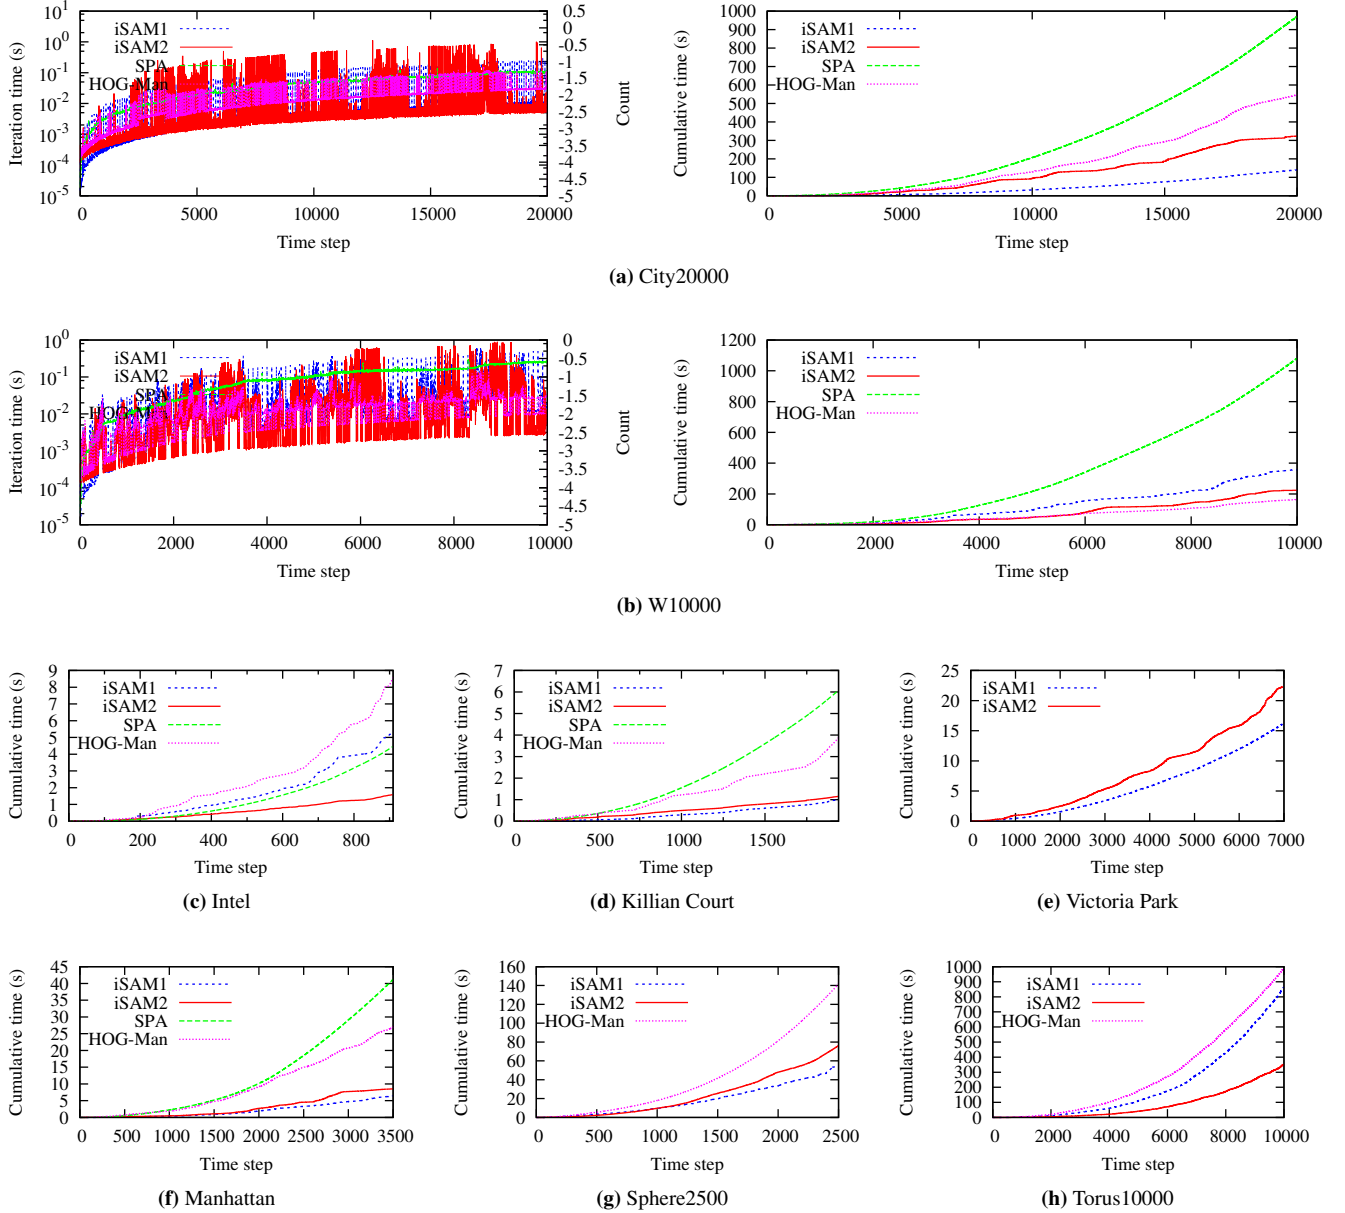 10^1
10^0
10^-1
10^-2
10^-3
10^-4
10^-5
Iteration time (s)
iSAM1
iSAM2
SPA
HOG-Man
0.5
0
-0.5
-1
-1.5
-2
-2.5
-3
-3.5
-4
-4.5
-5
Count
0 5000 10000 15000 20000
Time step
1000
900
800
700
600
500
400
300
200
100
0
Cumulative time (s)
iSAM1
iSAM2
SPA
HOG-Man
0 5000 10000 15000 20000
Time step
(a) City20000
10^0
10^-1
10^-2
10^-3
10^-4
10^-5
Iteration time (s)
iSAM1
iSAM2
SPA
HOG-Man
0
-0.5
-1
-1.5
-2
-2.5
-3
-3.5
-4
-4.5
-5
Count
0 2000 4000 6000 8000 10000
Time step
1200
1000
800
600
400
200
0
Cumulative time (s)
iSAM1
iSAM2
SPA
HOG-Man
0 2000 4000 6000 8000 10000
Time step
(b) W10000
9
8
7
6
5
4
3
2
1
0
Cumulative time (s)
iSAM1
iSAM2
SPA
HOG-Man
0 200 400 600 800
Time step
(c) Intel
7
6
5
4
3
2
1
0
Cumulative time (s)
iSAM1
iSAM2
SPA
HOG-Man
0 500 1000 1500
Time step
(d) Killian Court
25
20
15
10
5
0
Cumulative time (s)
iSAM1
iSAM2
0 1000 2000 3000 4000 5000 6000 7000
Time step
(e) Victoria Park
45
40
35
30
25
20
15
10
5
0
Cumulative time (s)
iSAM1
iSAM2
SPA
HOG-Man
0 500 1000 1500 2000 2500 3000 3500
Time step
(f) Manhattan
160
140
120
100
80
60
40
20
0
Cumulative time (s)
iSAM1
iSAM2
HOG-Man
0 500 1000 1500 2000 2500
Time step
(g) Sphere2500
1000
900
800
700
600
500
400
300
200
100
0
Cumulative time (s)
iSAM1
iSAM2
HOG-Man
0 2000 4000 6000 8000 10000
Time step
(h) Torus10000